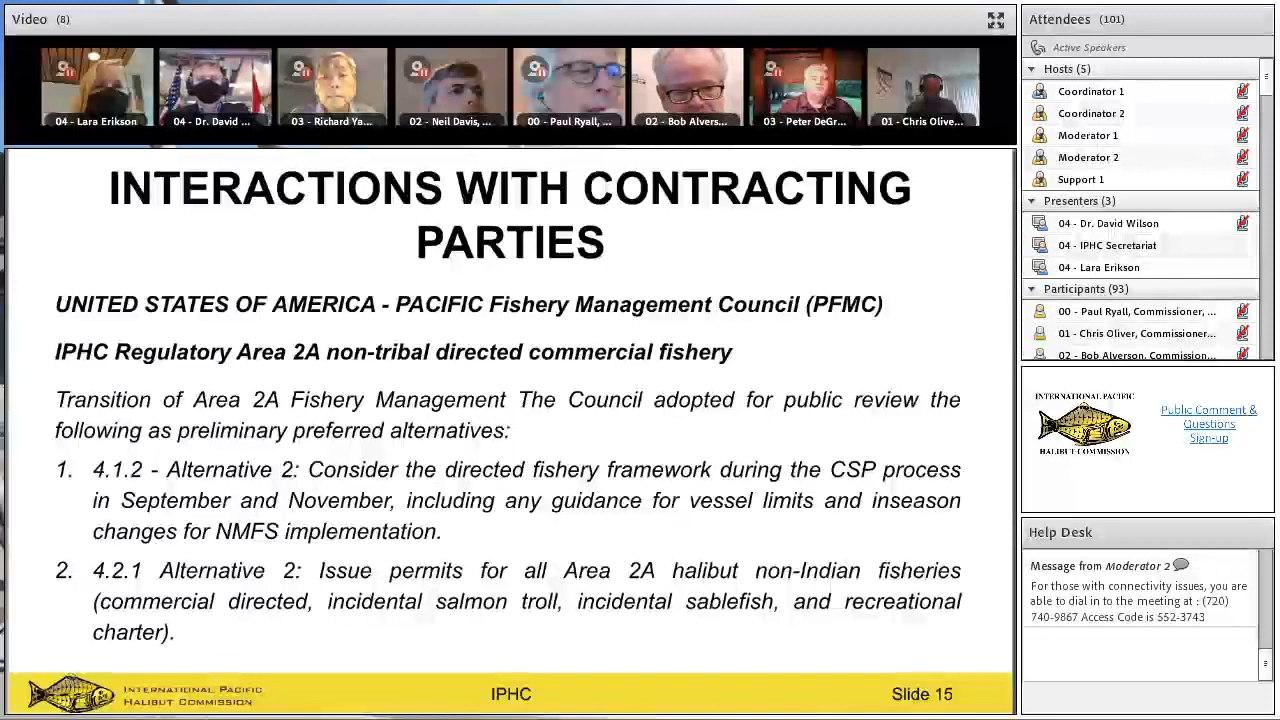 Video (8)
04 - Lara Erikson
04 - Dr. David ...
03 - Richard Ya...
02 - Neil Davis, ...
00 - Paul Ryall, ...
02 - Bob Alvers...
03 - Peter DeGr...
01 - Chris Olive...
INTERACTIONS WITH CONTRACTING
PARTIES
UNITED STATES OF AMERICA - PACIFIC Fishery Management Council (PFMC)
IPHC Regulatory Area 2A non-tribal directed commercial fishery
Transition of Area 2A Fishery Management The Council adopted for public review the
following as preliminary preferred alternatives:
1. 4.1.2 - Alternative 2: Consider the directed fishery framework during the CSP process
in September and November, including any guidance for vessel limits and inseason
changes for NMFS implementation.
2. 4.2.1 Alternative 2: Issue permits for all Area 2A halibut non-Indian fisheries
(commercial directed, incidental salmon troll, incidental sablefish, and recreational
charter).
INTERNATIONAL PACIFIC
HALIBUT COMMISSION
IPHC
Slide 15
Attendees (101)
Active Speakers
Hosts (5)
Coordinator 1
Coordinator 2
Moderator 1
Moderator 2
Support 1
Presenters (3)
04 - Dr. David Wilson
04 - IPHC Secretariat
04 - Lara Erikson
Participants (93)
00 - Paul Ryall, Commissioner, ...
01 - Chris Oliver, Commissioner...
02 - Bob Alverson, Commission...
INTERNATIONAL PACIFIC
HALIBUT COMMISSION
Public Comment &
Questions
Sign-up
Help Desk
Message from Moderator 2
For those with connectivity issues, you are
able to dial in to the meeting at : (720)
740-9867 Access Code is 552-3743